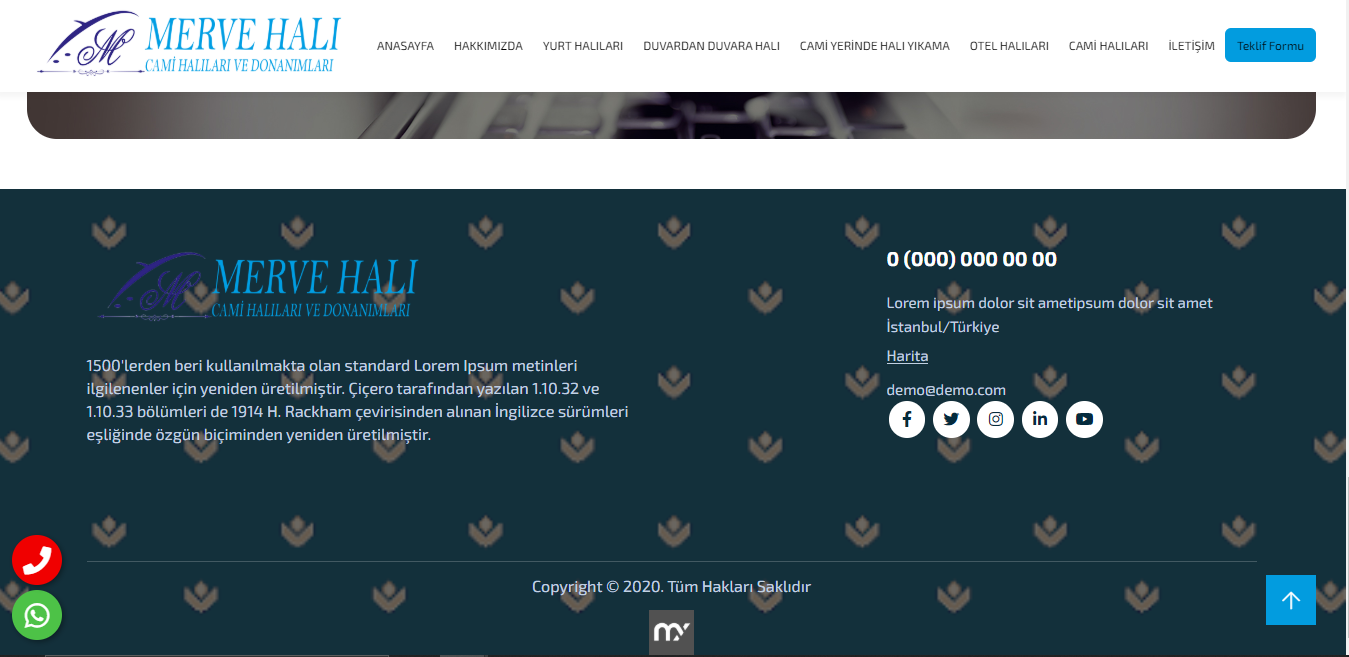 M MERVE HALI
CAMİ HALILARI VE DONANIMLARI
ANASAYFA HAKKIMIZDA YURT HALILARI DUVARDAN DUVARA HALI CAMİ YERİNDE HALI YIKAMA OTEL HALILARI CAMİ HALILARI İLETİŞİM Teklif Formu
M MERVE HALI
CAMİ HALILARI VE DONANIMLARI
1500'lerden beri kullanılmakta olan standard Lorem Ipsum metinleri
ilgilenenler için yeniden üretilmiştir. Çiçero tarafından yazılan 1.10.32 ve
1.10.33 bölümleri de 1914 H. Rackham çevirisinden alınan İngilizce sürümleri
eşliğinde özgün biçiminden yeniden üretilmiştir.
0 (000) 000 00 00
Lorem ipsum dolor sit ametipsum dolor sit amet
İstanbul/Türkiye
Harita
demo@demo.com
Copyright © 2020. Tüm Hakları Saklıdır
my